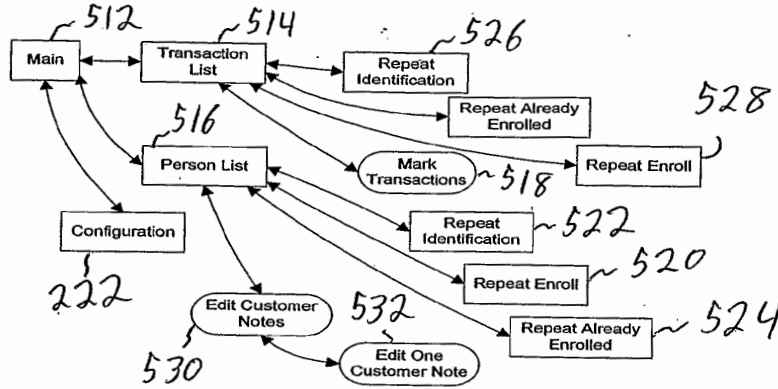 512
514
526
Main
Transaction
List
Repeat
Identification
528
516
Repeat Already
Enrolled
Person List
Mark
Transactions
518
Repeat Enroll
Configuration
Repeat
Identification
522
222
Repeat Enroll
520
Edit Customer
Notes
532
Repeat Already
Enrolled
524
530
Edit One
Customer Note